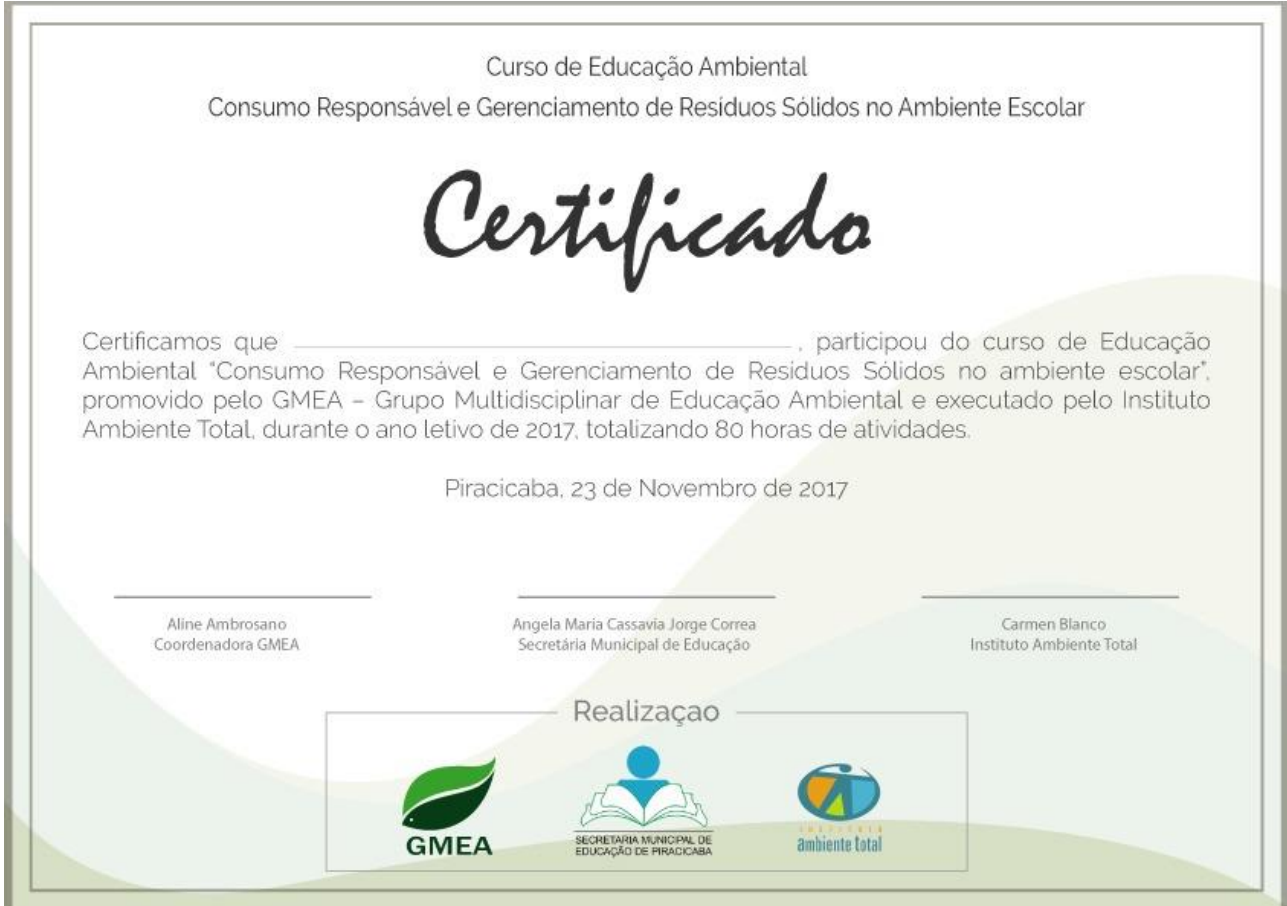 Curso de Educação Ambiental
Consumo Responsável e Gerenciamento de Resíduos Sólidos no Ambiente Escolar
Certificado
Certificamos que , participou do curso de Educação
Ambiental "Consumo Responsável e Gerenciamento de Resíduos Sólidos no ambiente escolar",
promovido pelo GMEA – Grupo Multidisciplinar de Educação Ambiental e executado pelo Instituto
Ambiente Total, durante o ano letivo de 2017, totalizando 80 horas de atividades.
Piracicaba, 23 de Novembro de 2017
Aline Ambrosano
Coordenadora GMEA
Angela Maria Cassavia Jorge Correa
Secretária Municipal de Educação
Carmen Blanco
Instituto Ambiente Total
Realizaçao
GMEA
SECRETARIA MUNICIPAL DE
EDUCAÇÃO DE PIRACICABA
INSTITUTO
ambiente total